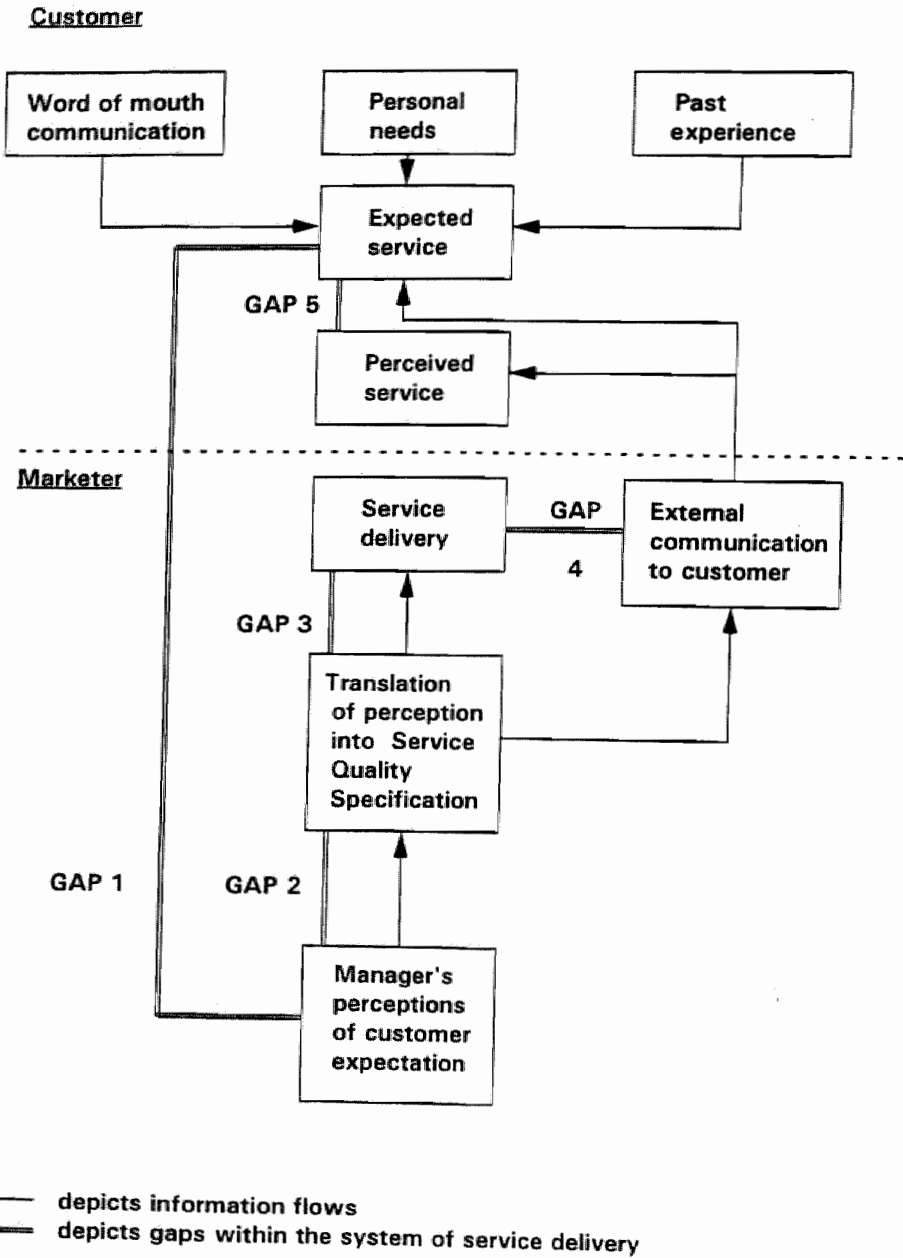 Customer
Word of mouth
communication
Personal
needs
Past
experience
Expected
service
GAP 5
Perceived
service
Marketer
Service
delivery
GAP
4
External
communication
to customer
GAP 3
Translation
of perception
into Service
Quality
Specification
GAP 1
GAP 2
Manager's
perceptions
of customer
expectation
depicts information flows
depicts gaps within the system of service delivery